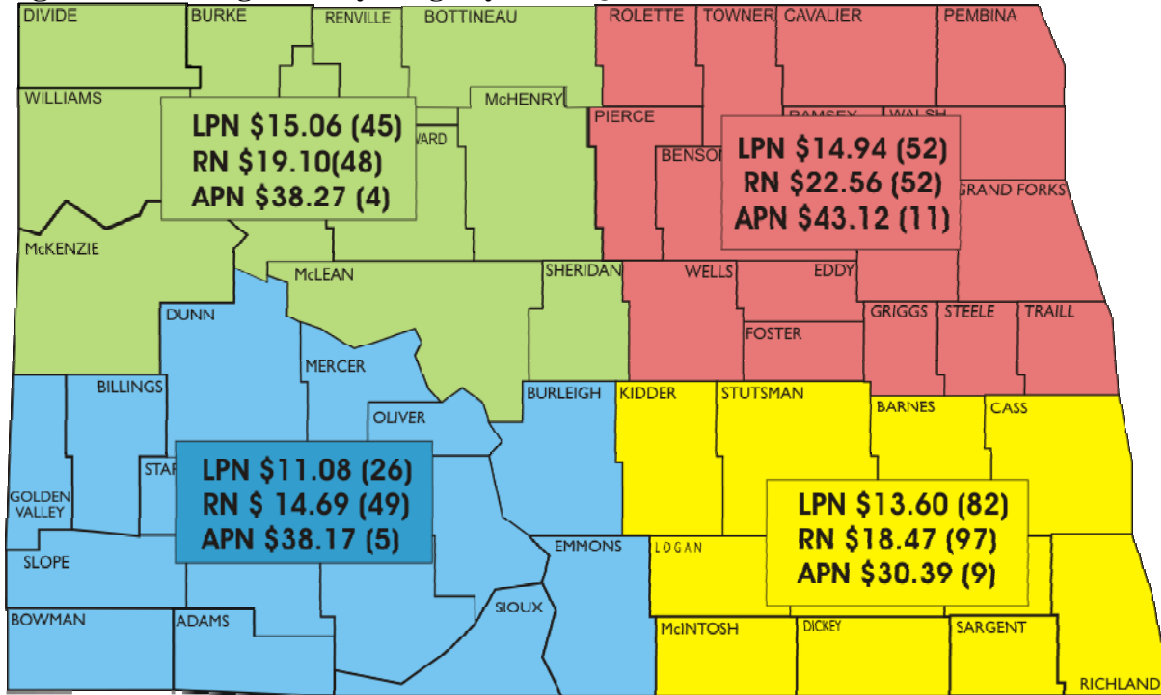 DIVIDE BURKE RENVILLE BOTTINEAU ROLETTE TOWNER CAVALIER PEMBINA
WILLIAMS McHENRY
PIERCE
LPN $15.06 (45)
RN $19.10(48)
APN $38.27 (4)
LPN $14.94 (52)
RN $22.56 (52)
APN $43.12 (11)
GRAND FORKS
McKENZIE McLEAN SHERIDAN WELLS EDDY
DUNN GRIGGS STEELE TRAILL
FOSTER
MERCER
BILLINGS BURLEIGH KIDDER STUTSMAN
OLIVER BARNES CASS
LPN $11.08 (26)
RN $ 14.69 (49)
APN $38.17 (5)
GOLDEN
VALLEY
LPN $13.60 (82)
RN $18.47 (97)
APN $30.39 (9)
SLOPE EMMONS LOGAN
SIOUX
BOWMAN ADAMS McINTOSH DICKEY SARGENT
RICHLAND